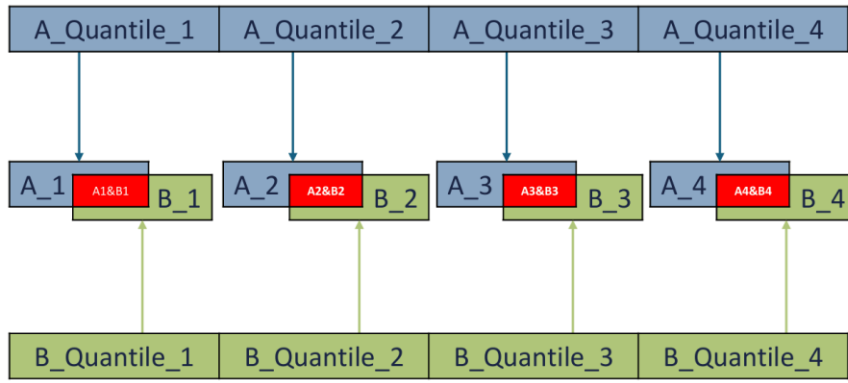 A_Quantile_1 A_Quantile_2 A_Quantile_3 A_Quantile_4
A_1 A1&B1 B_1 A_2 A2&B2 B_2 A_3 A3&B3 B_3 A_4 A4&B4 B_4
B_Quantile_1 B_Quantile_2 B_Quantile_3 B_Quantile_4